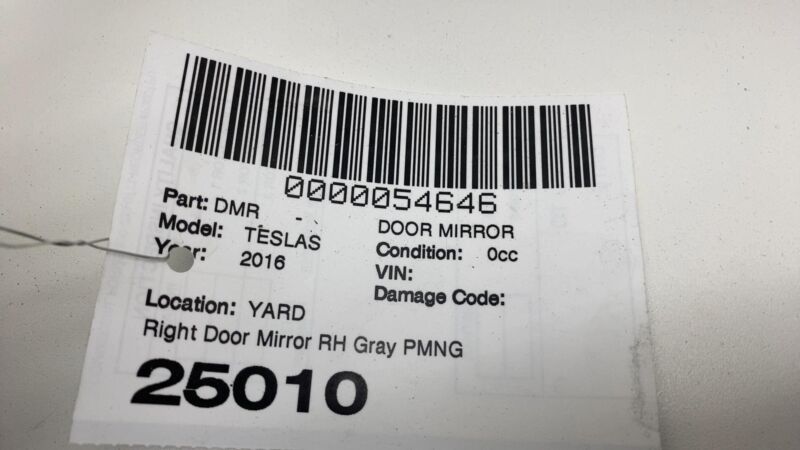 0000054646
Part: DMR - DOOR MIRROR
Model: TESLAS Condition: 0cc
Year: 2016 VIN:
Damage Code:
Location: YARD
Right Door Mirror RH Gray PMNG
25010